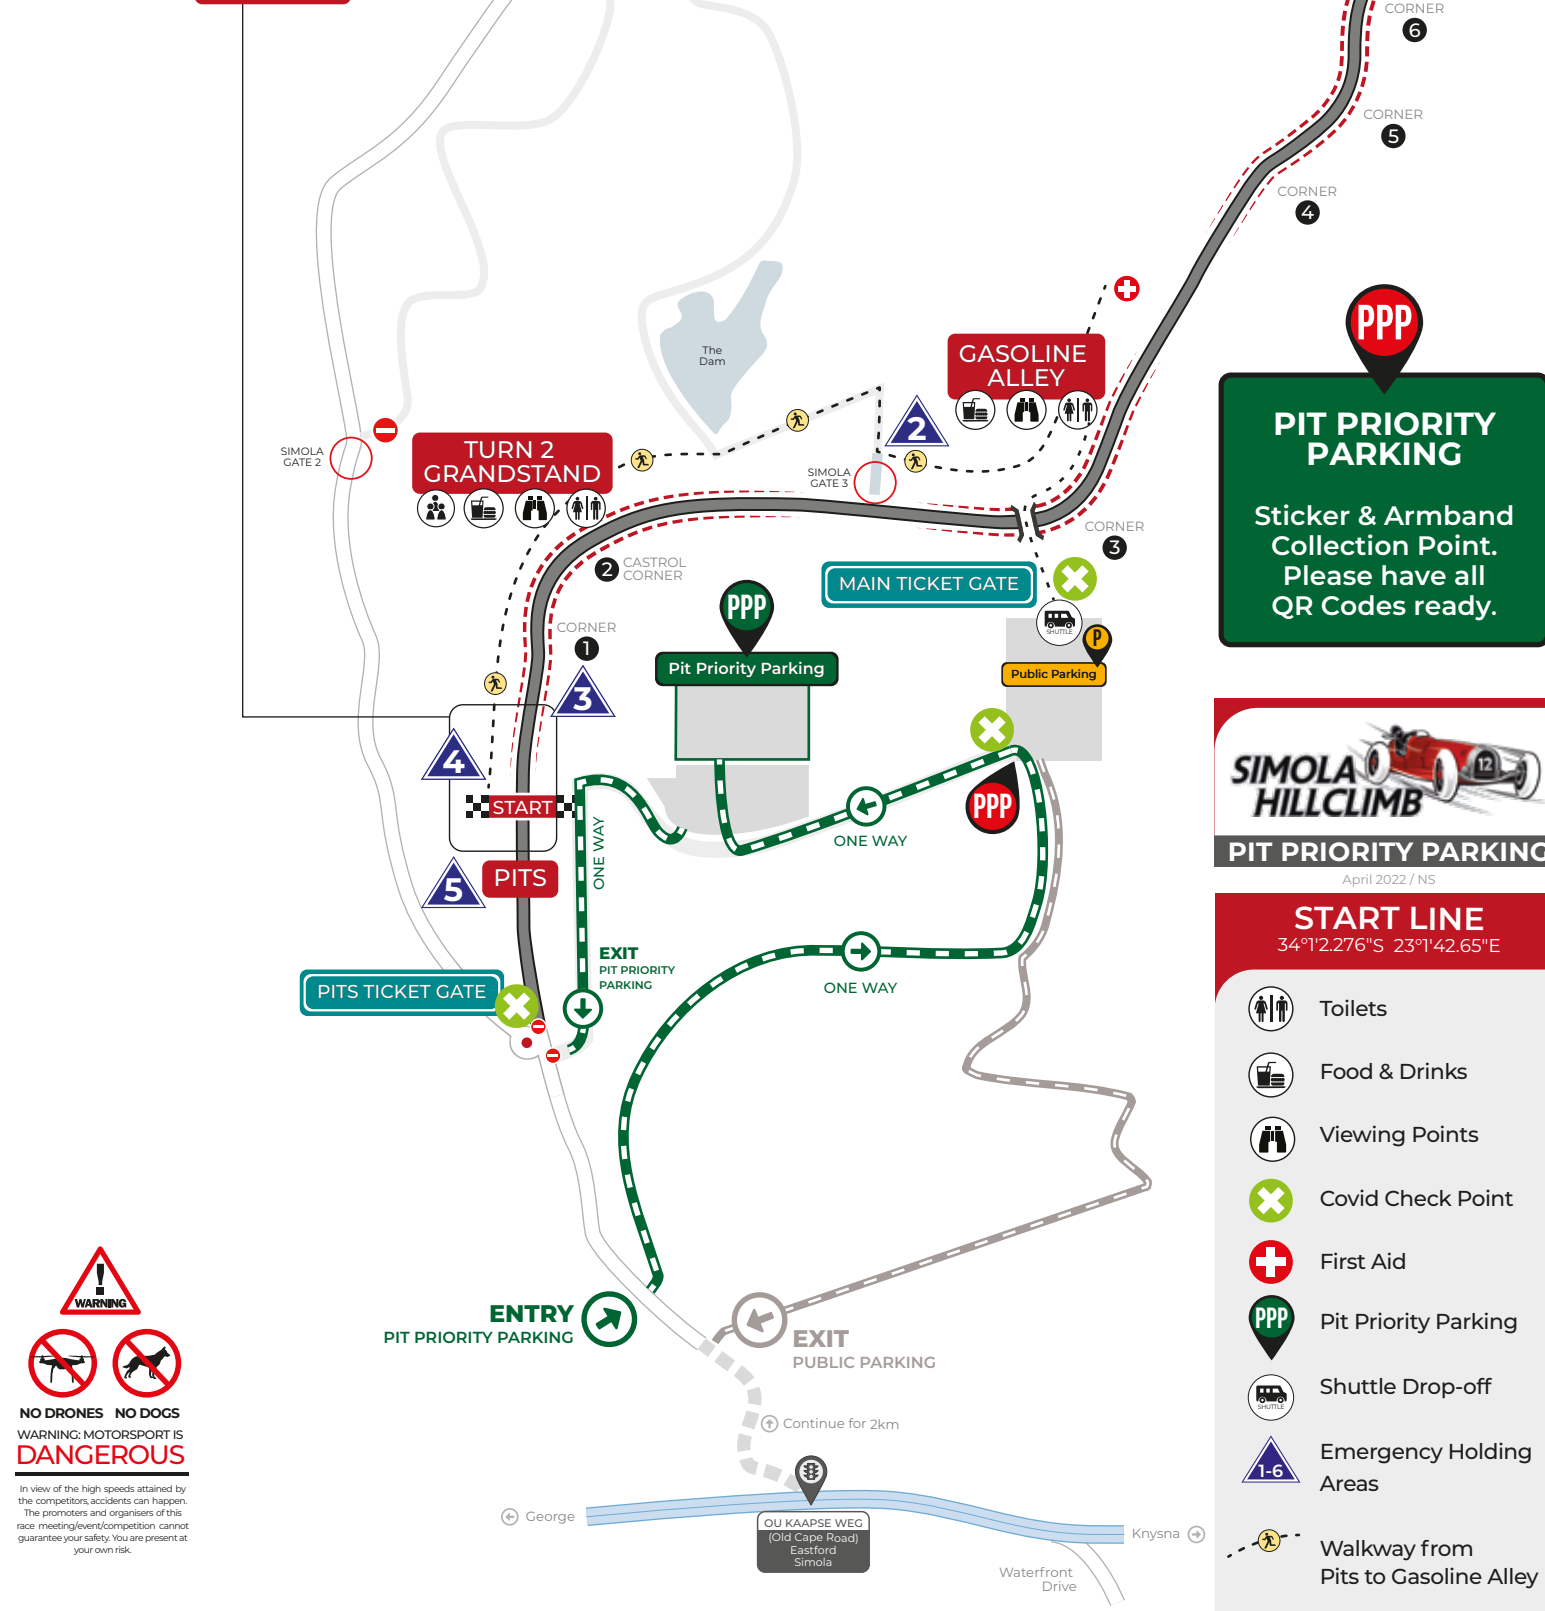 CORNER
6
CORNER
5
CORNER
4
The
Dam
GASOLINE
ALLEY
2
SIMOLA
GATE 2
TURN 2
GRANDSTAND
SIMOLA
GATE 3
CORNER
3
2 CASTROL
CORNER
MAIN TICKET GATE
SHUTTLE
P
Public Parking
CORNER
1
3
PPP
Pit Priority Parking
4
START
PITS
5
ONE WAY
ONE WAY
PPP
ONE WAY
EXIT
PIT PRIORITY
PARKING
PITS TICKET GATE
ENTRY
PIT PRIORITY PARKING
EXIT
PUBLIC PARKING
Continue for 2km
George
OU KAAPSE WEG
(Old Cape Road)
Eastford
Simola
Knysna
Waterfront
Drive
WARNING
NO DRONES NO DOGS
WARNING: MOTORSPORT IS
DANGEROUS
In view of the high speeds attained by
the competitors, accidents can happen.
The promoters and organisers of this
race meeting/event/competition cannot
guarantee your safety. You are present at
your own risk.
PPP
PIT PRIORITY
PARKING
Sticker & Armband
Collection Point.
Please have all
QR Codes ready.
12
SIMOLA
HILLCLIMB
PIT PRIORITY PARKING
April 2022 / NS
START LINE
34°1'2.276"S 23°1'42.65"E
Toilets
Food & Drinks
Viewing Points
Covid Check Point
First Aid
PPP
Pit Priority Parking
SHUTTLE
Shuttle Drop-off
1-6
Emergency Holding
Areas
Walkway from
Pits to Gasoline Alley